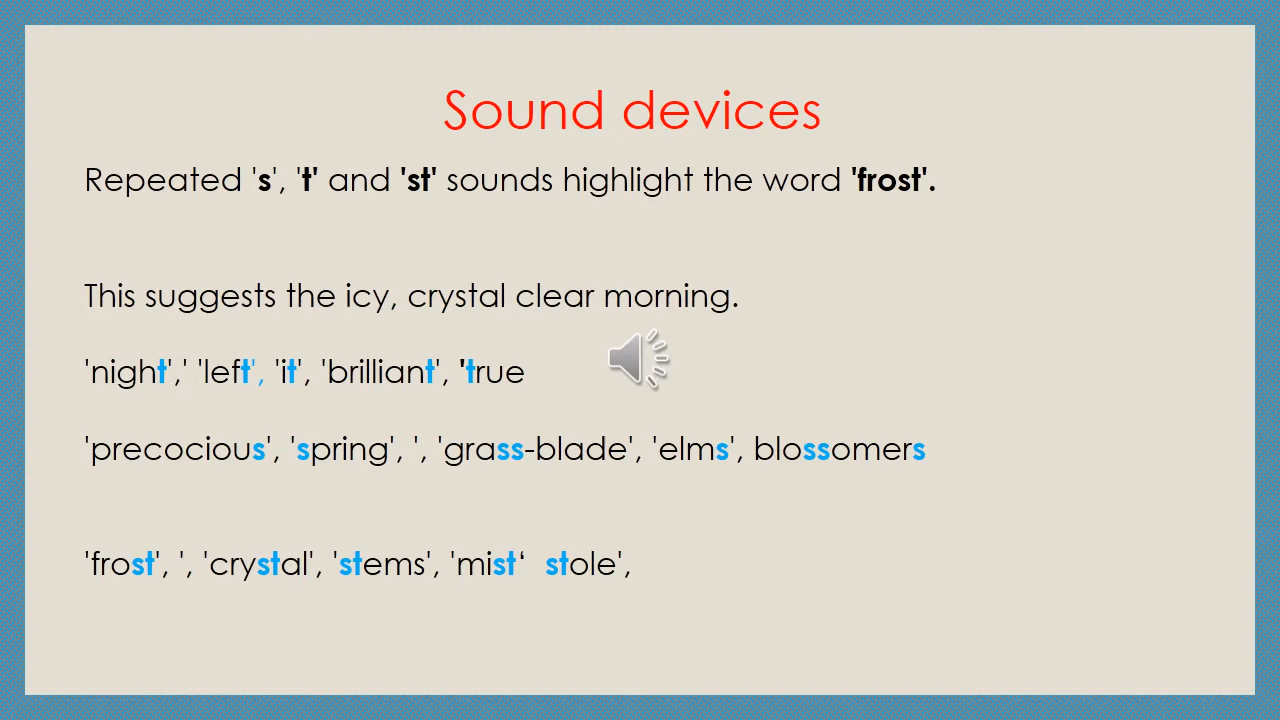 Sound devices
Repeated 's', 't' and 'st' sounds highlight the word 'frost'.
This suggests the icy, crystal clear morning.
'night',' 'left', 'it', 'brilliant', 'true
'precocious', 'spring', ', 'grass-blade', 'elms', blossomers
'frost', ', 'crystal', 'stems', 'mist‘ stole',